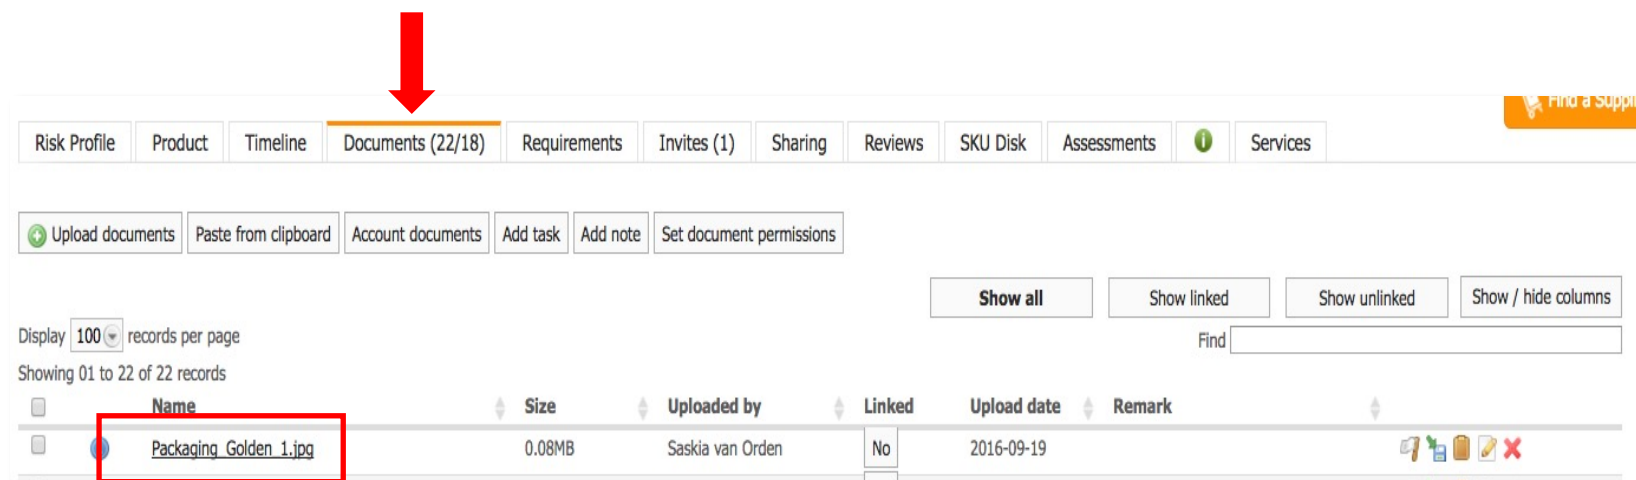 Find a Suppli
Risk Profile Product Timeline Documents (22/18) Requirements Invites (1) Sharing Reviews SKU Disk Assessments i Services
Upload documents Paste from clipboard Account documents Add task Add note Set document permissions
Show all Show linked Show unlinked Show / hide columns
Display 100 records per page Find
Showing 01 to 22 of 22 records
Name Size Uploaded by Linked Upload date Remark
Packaging_Golden_1.jpg 0.08MB Saskia van Orden No 2016-09-19